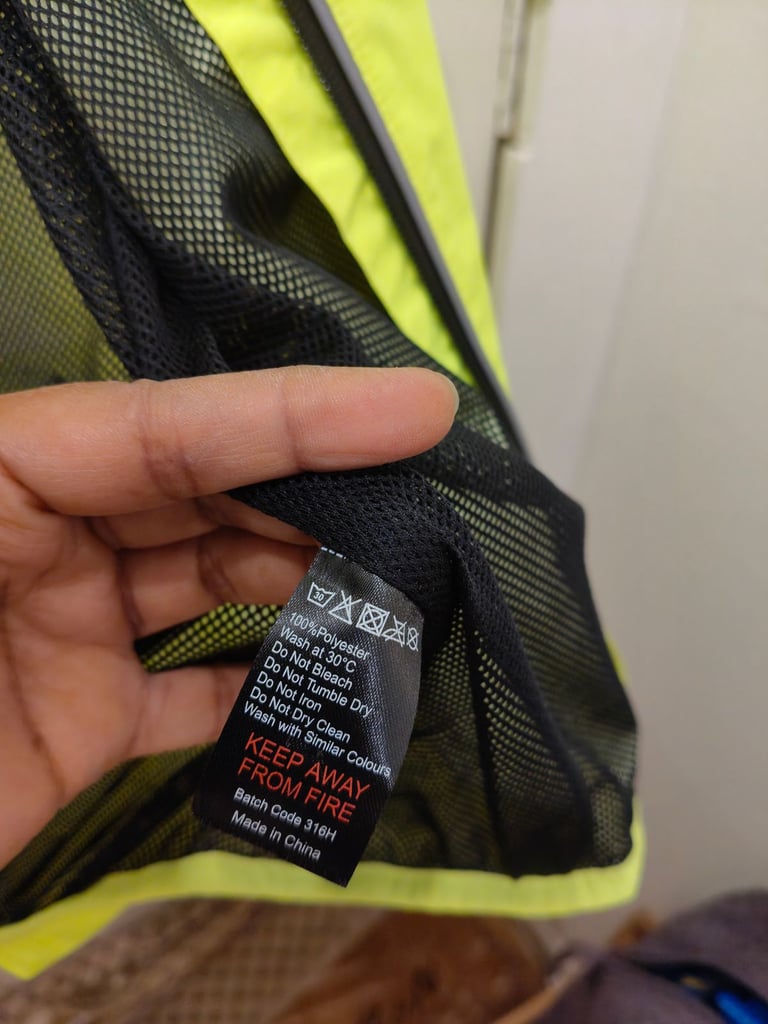 30
100%Polyester
Wash at 30°C
Do Not Bleach
Do Not Tumble Dry
Do Not Iron
Do Not Dry Clean
Wash with Similar Colours
KEEP AWAY
FROM FIRE
Batch Code 316H
Made in China